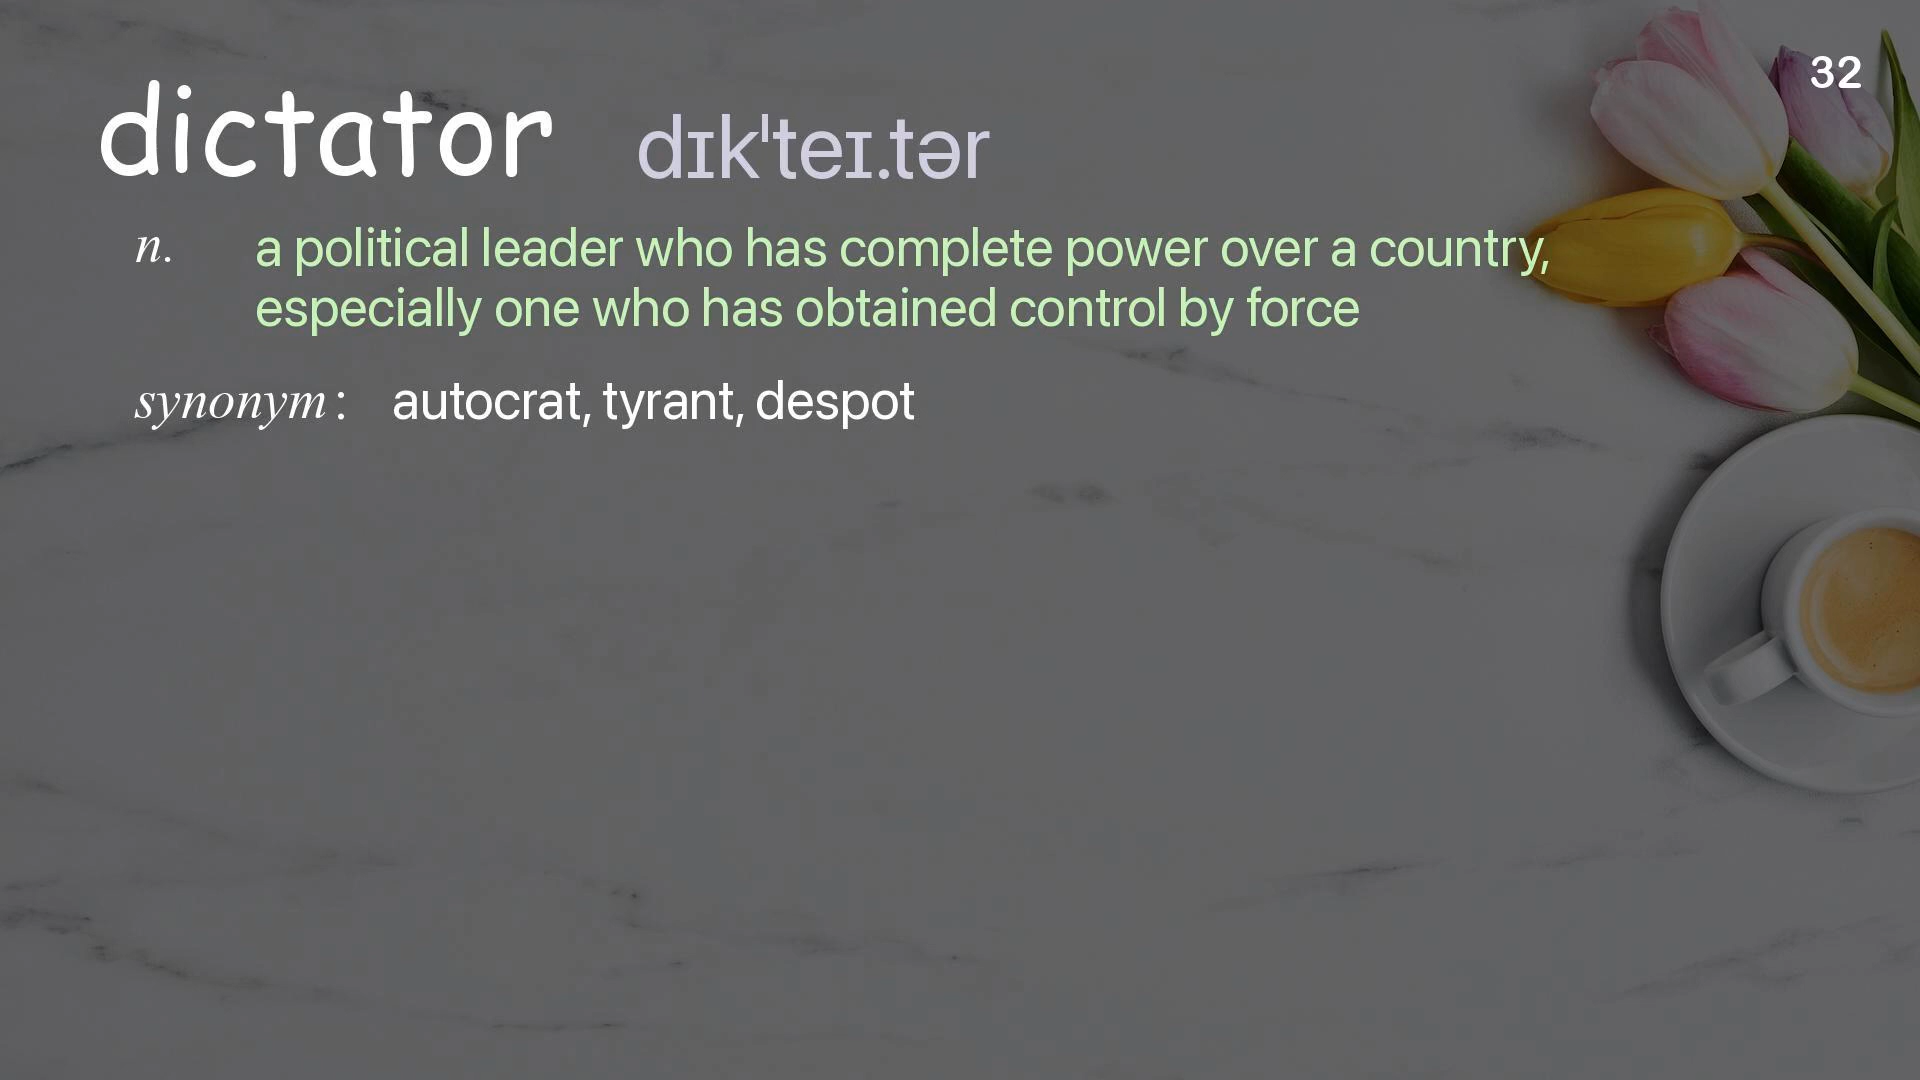 32
dictator dɪkˈteɪ.tər
n. a political leader who has complete power over a country,
especially one who has obtained control by force
synonym: autocrat, tyrant, despot